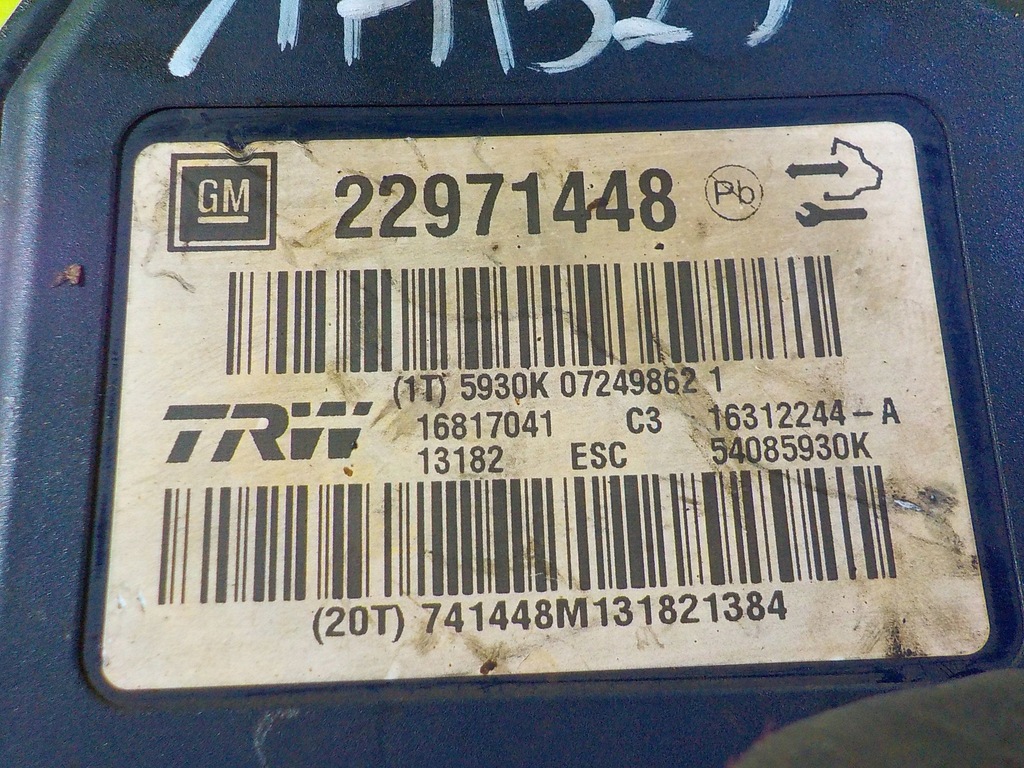 GM 22971448 Pb
(1T) 5930K 07249862 1
TRW 16817041 C3 16312244-A
13182 ESC 54085930K
(20T) 741448M131821384